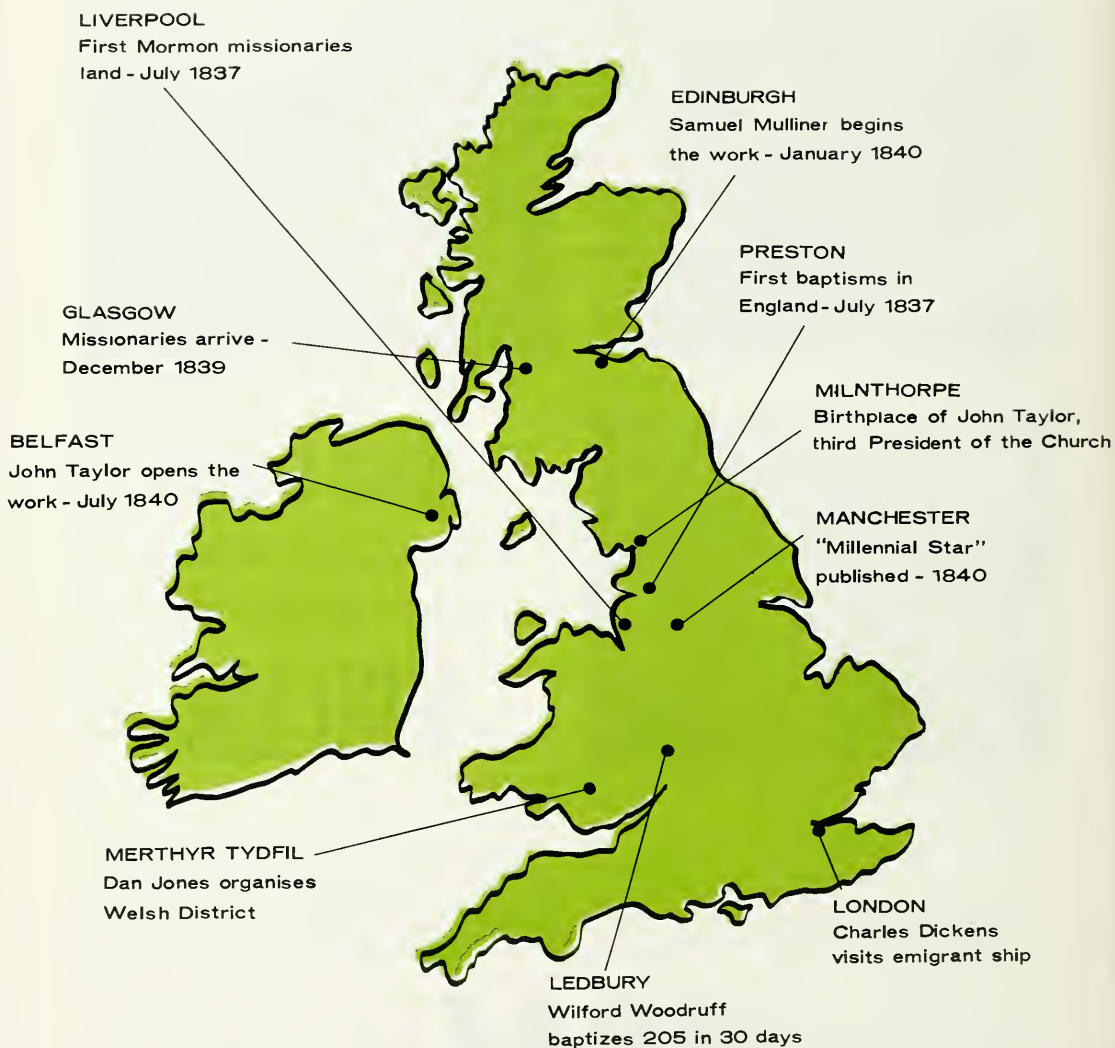 LIVERPOOL
First Mormon missionaries
land - July 1837
EDINBURGH
Samuel Mulliner begins
the work - January 1840
PRESTON
First baptisms in
England - July 1837
GLASGOW
Missionaries arrive -
December 1839
MILNTHORPE
Birthplace of John Taylor,
third President of the Church
BELFAST
John Taylor opens the
work - July 1840
MANCHESTER
"Millennial Star"
published - 1840
MERTHYR TYDFIL
Dan Jones organises
Welsh District
LONDON
Charles Dickens
visits emigrant ship
LEDBURY
Wilford Woodruff
baptizes 205 in 30 days